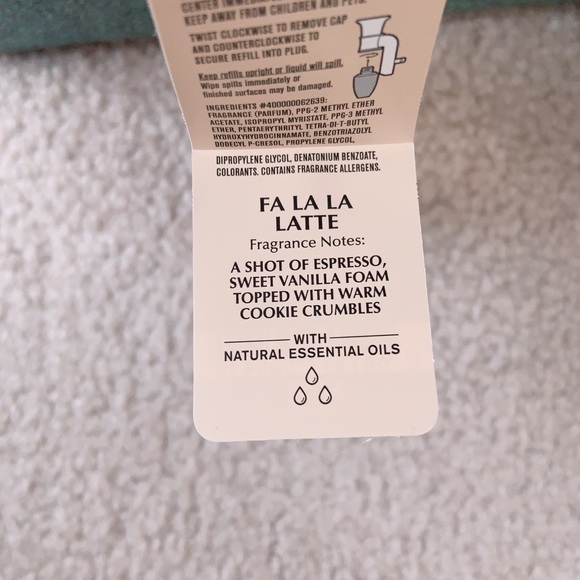 CENTER IMMEDIATELY
KEEP AWAY FROM CHILDREN AND PETS.
TWIST CLOCKWISE TO REMOVE CAP
AND COUNTERCLOCKWISE TO
SECURE REFILL INTO PLUG.
Keep refills upright or liquid will spill.
Wipe spills immediately or
finished surfaces may be damaged.
INGREDIENTS #400000062639:
FRAGRANCE (PARFUM), PPG-2 METHYL ETHER
ACETATE, ISOPROPYL MYRISTATE, PPG-3 METHYL
ETHER, PENTAERYTHRITYL TETRA-DI-T-BUTYL
HYDROXYHYDROCINNAMATE, BENZOTRIAZOLYL
DODECYL P-CRESOL, PROPYLENE GLYCOL,
DIPROPYLENE GLYCOL, DENATONIUM BENZOATE,
COLORANTS. CONTAINS FRAGRANCE ALLERGENS.
FA LA LA
LATTE
Fragrance Notes:
A SHOT OF ESPRESSO,
SWEET VANILLA FOAM
TOPPED WITH WARM
COOKIE CRUMBLES
WITH
NATURAL ESSENTIAL OILS